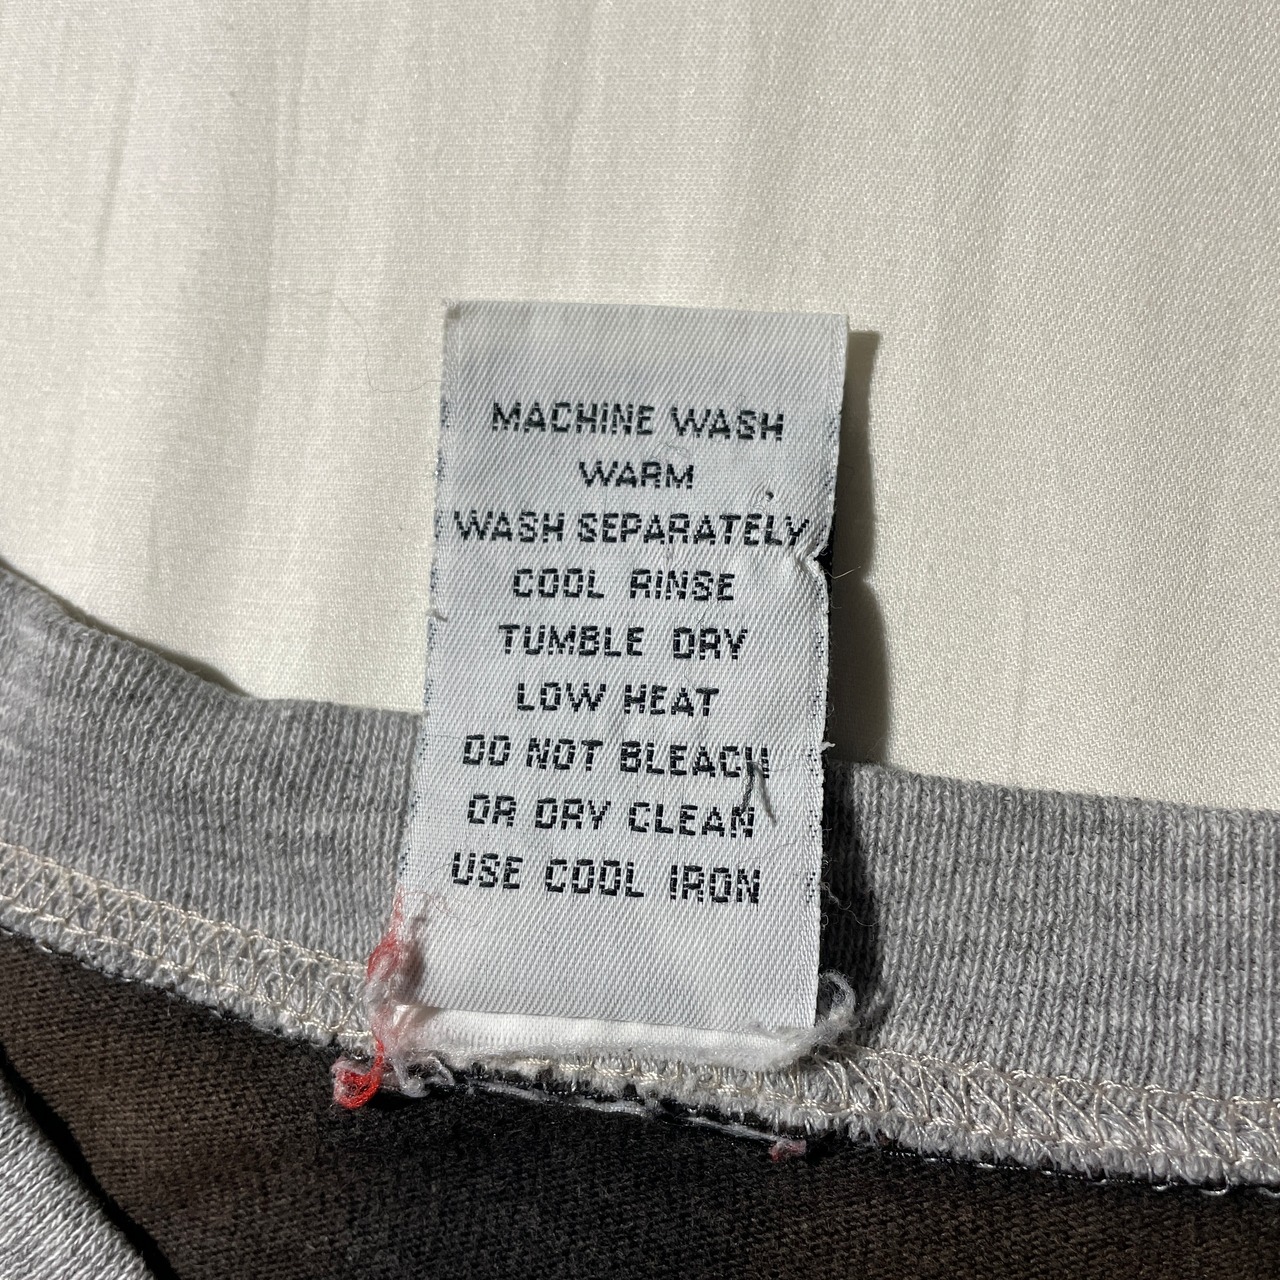 MACHINE WASH
WARM
WASH SEPARATELY
COOL RINSE
TUMBLE DRY
LOW HEAT
DO NOT BLEACH
OR DRY CLEAN
USE COOL IRON